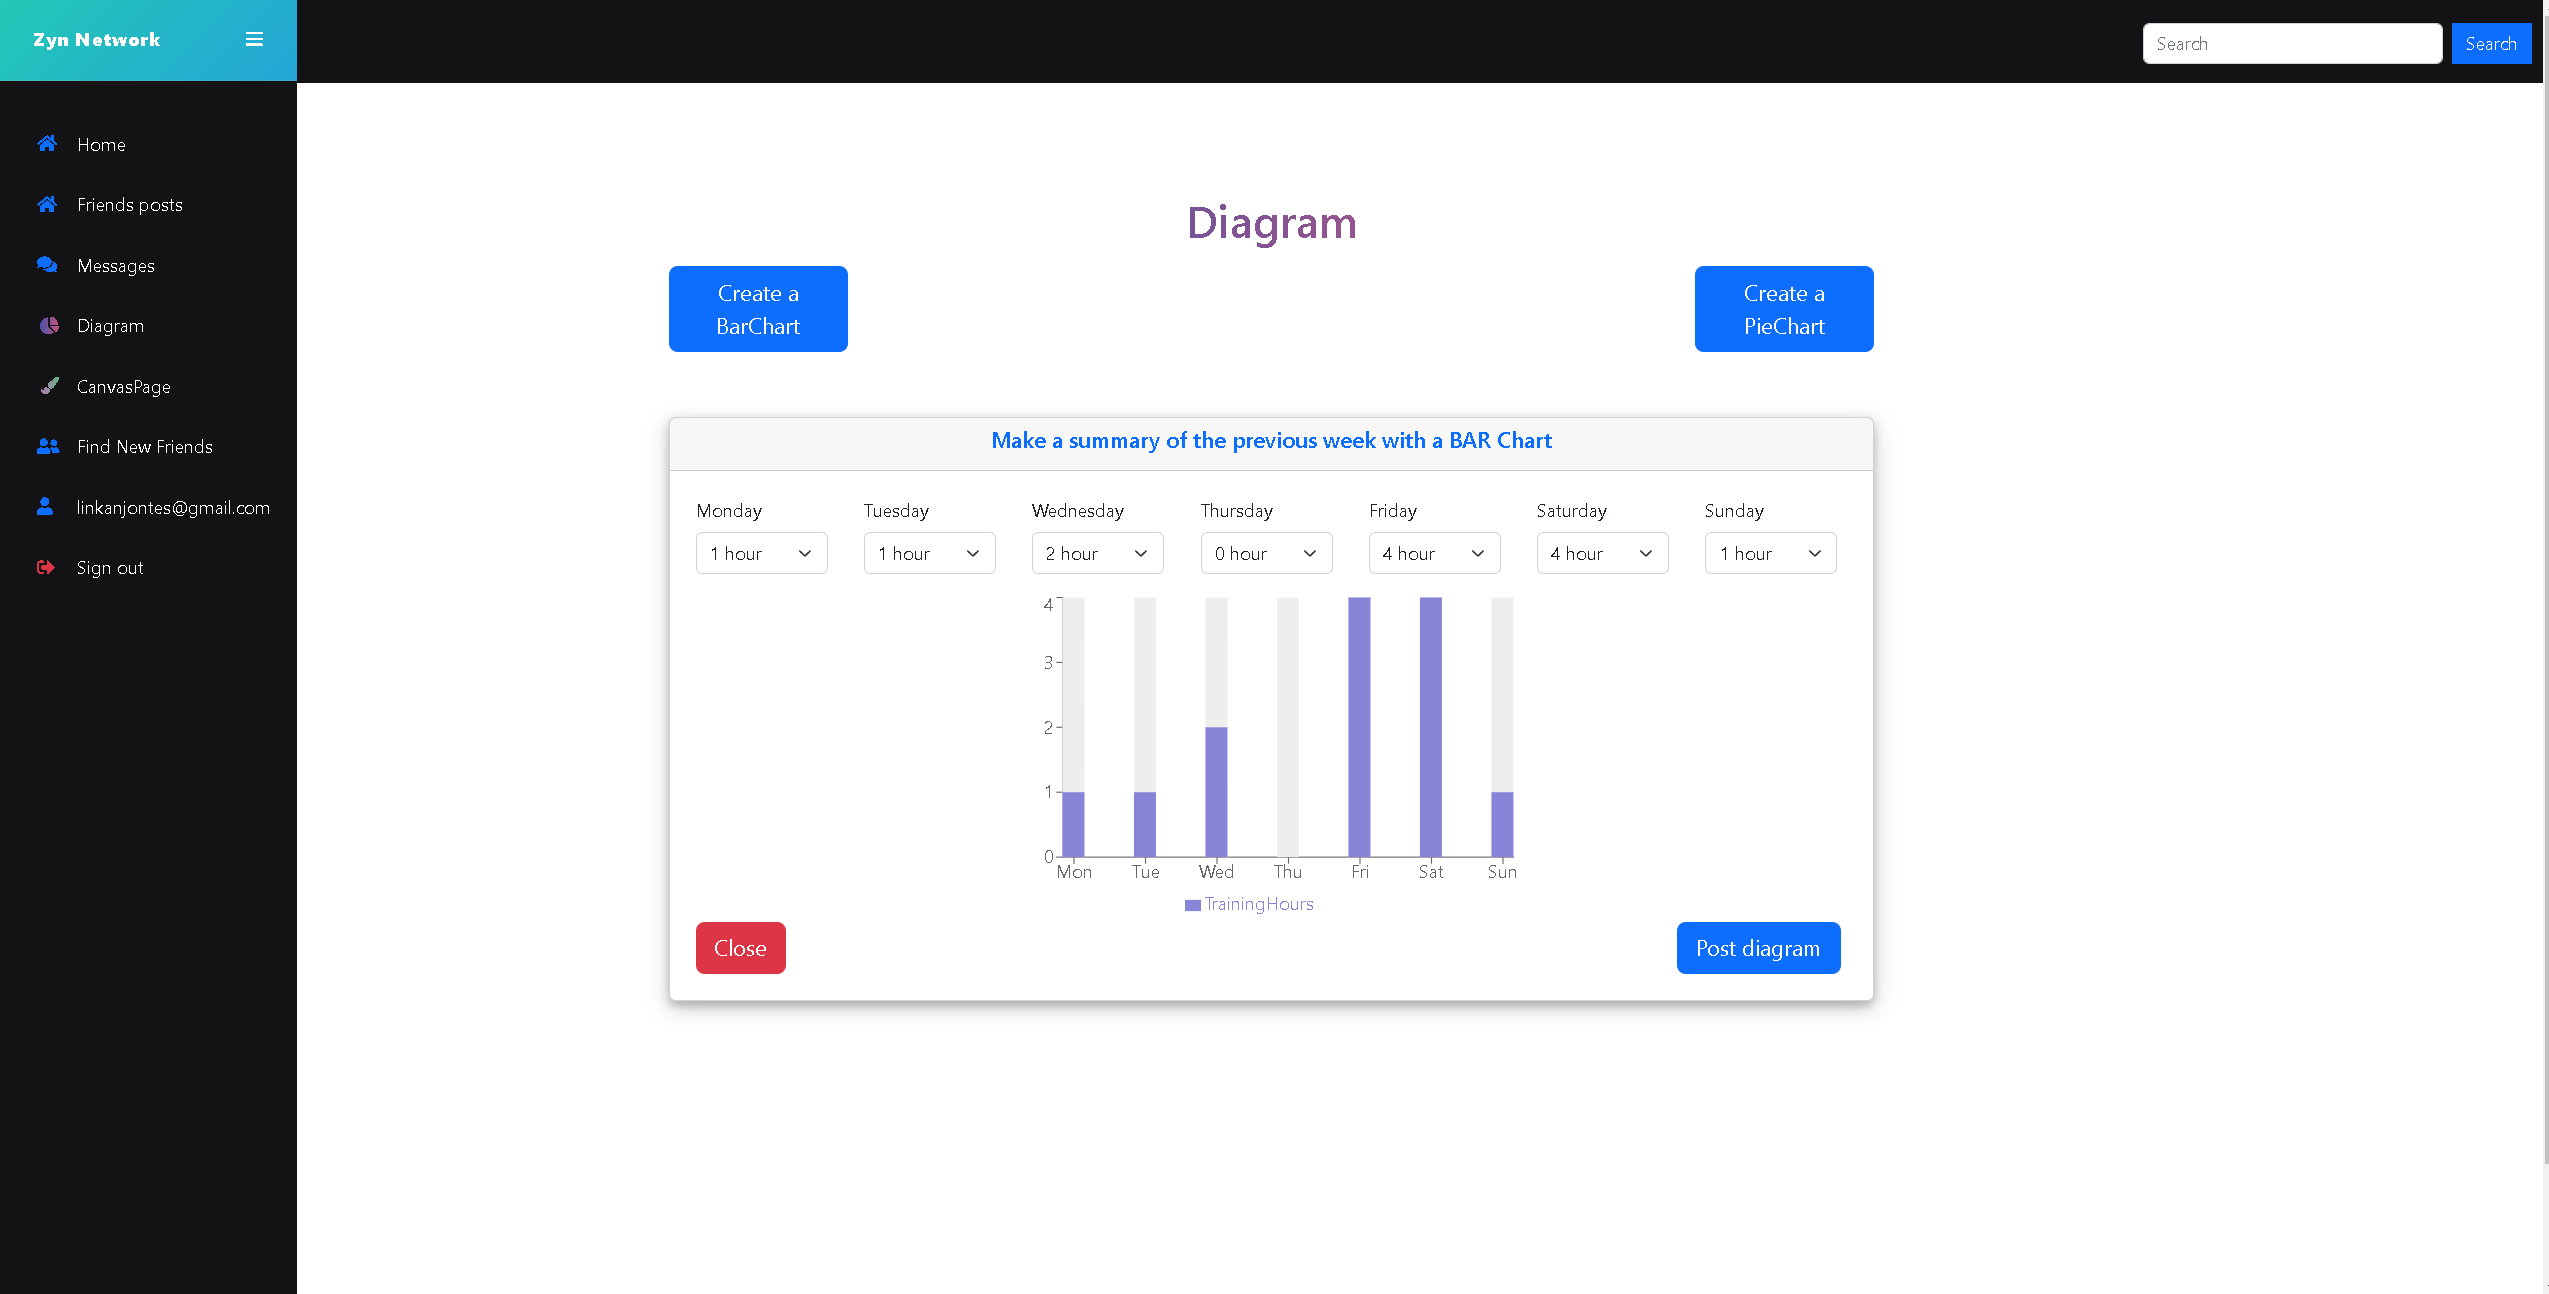 Zyn Network
Search
Search
Home
Friends posts
Messages
Diagram
CanvasPage
Find New Friends
linkanjontes@gmail.com
Sign out
Diagram
Create a
BarChart
Create a
PieChart
Make a summary of the previous week with a BAR Chart
Monday Tuesday Wednesday Thursday Friday Saturday Sunday
1 hour 1 hour 2 hour 0 hour 4 hour 4 hour 1 hour
4
3
2
1
0
Mon Tue Wed Thu Fri Sat Sun
TrainingHours
Close
Post diagram